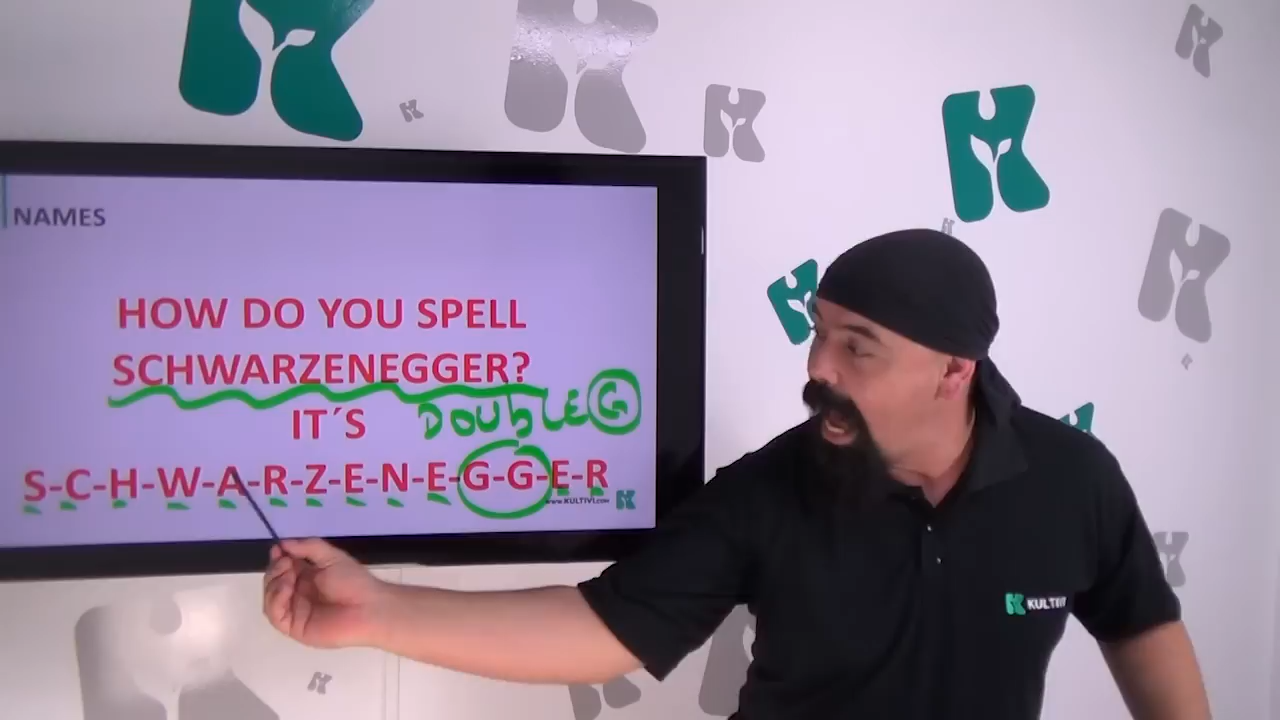 NAMES
HOW DO YOU SPELL
SCHWARZENEGGER?
IT´S DOUBLE G
S-C-H-W-A-R-Z-E-N-E-G-G-E-R
www.KULTIVI.com
KULTIVI